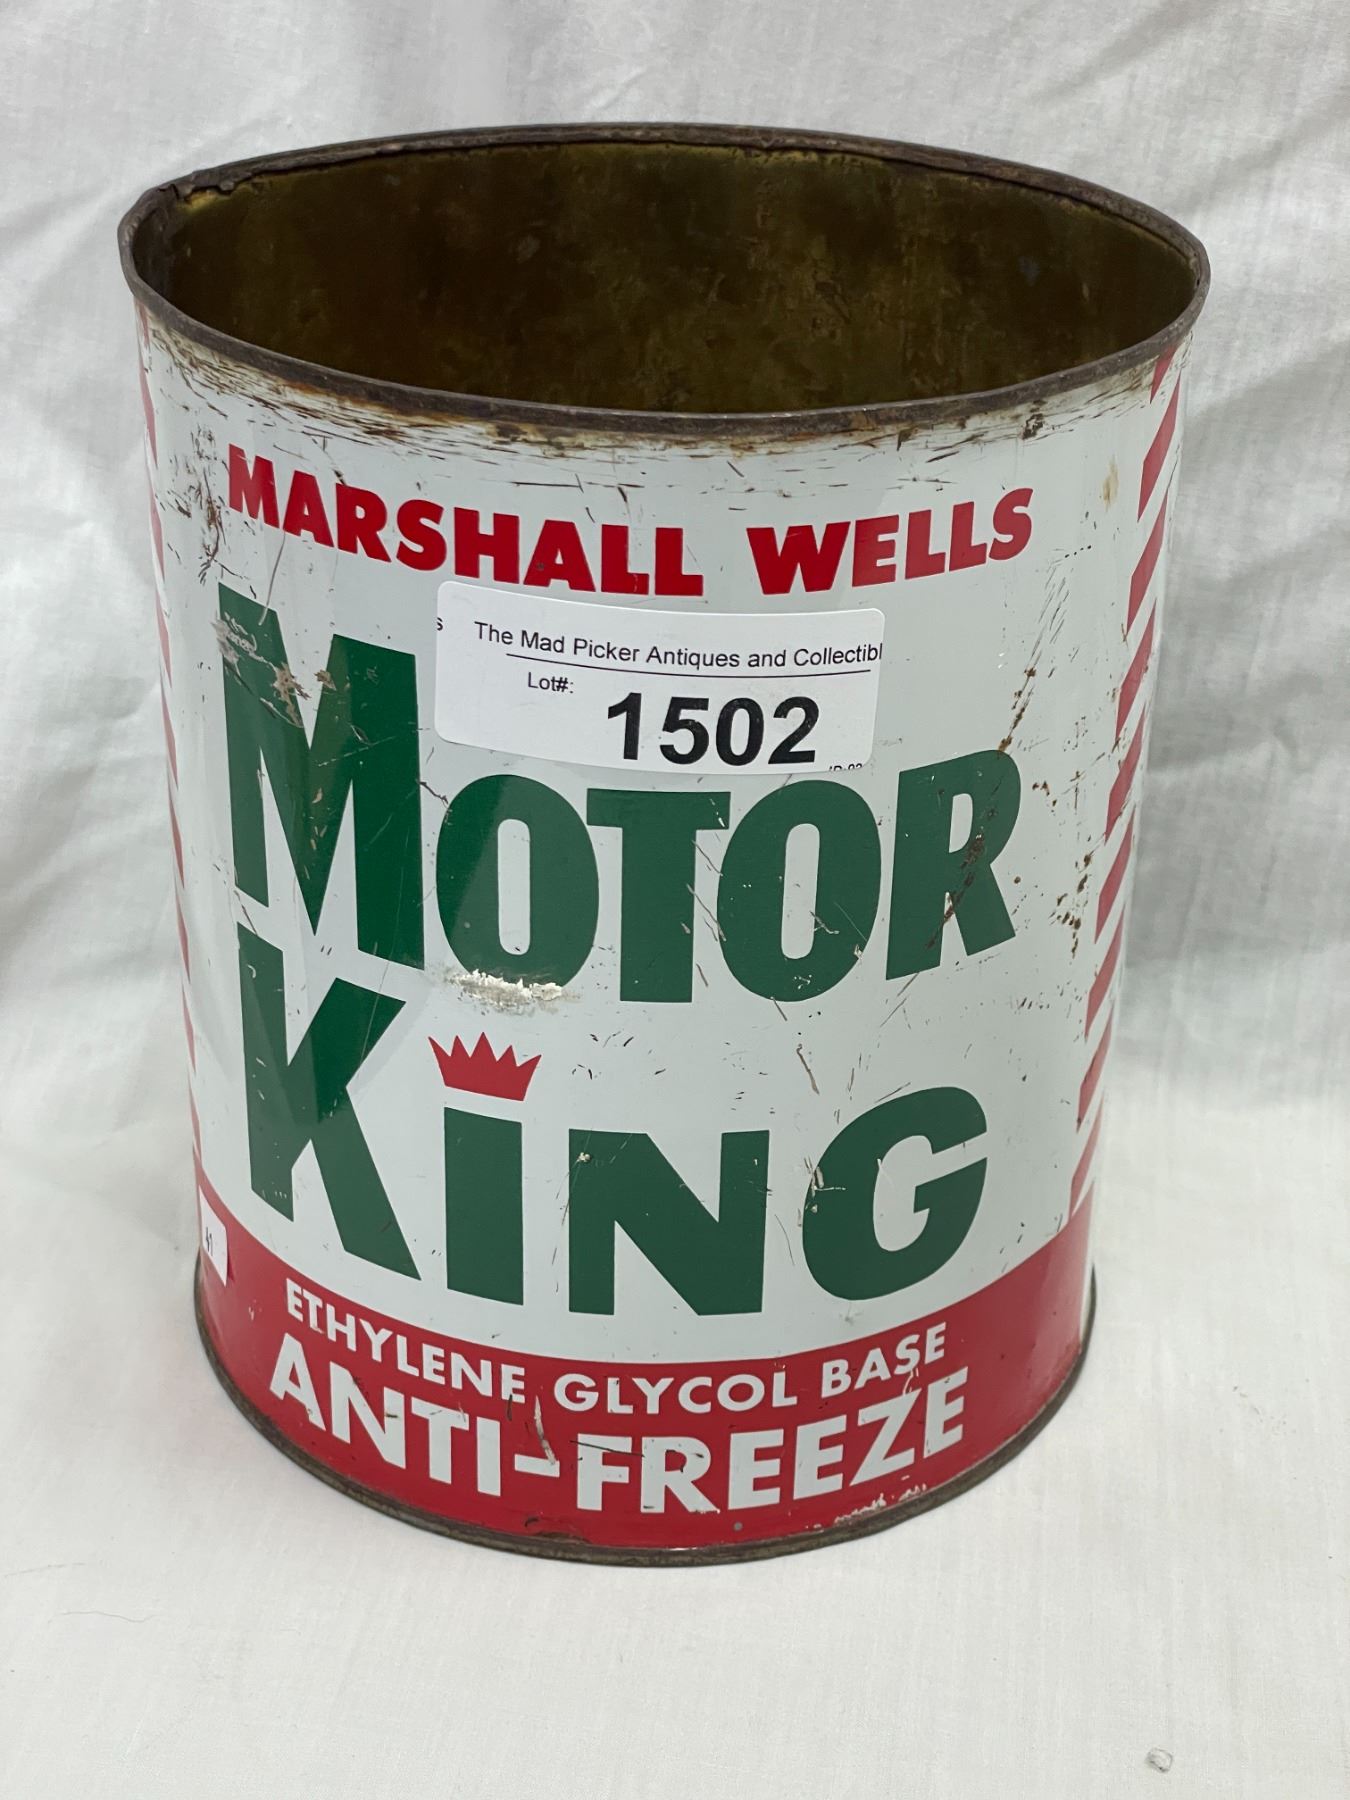 MARSHALL WELLS
The Mad Picker Antiques and Collectibl
Lot#:
1502
MOTOR
KING
ETHYLENE GLYCOL BASE
ANTI-FREEZE